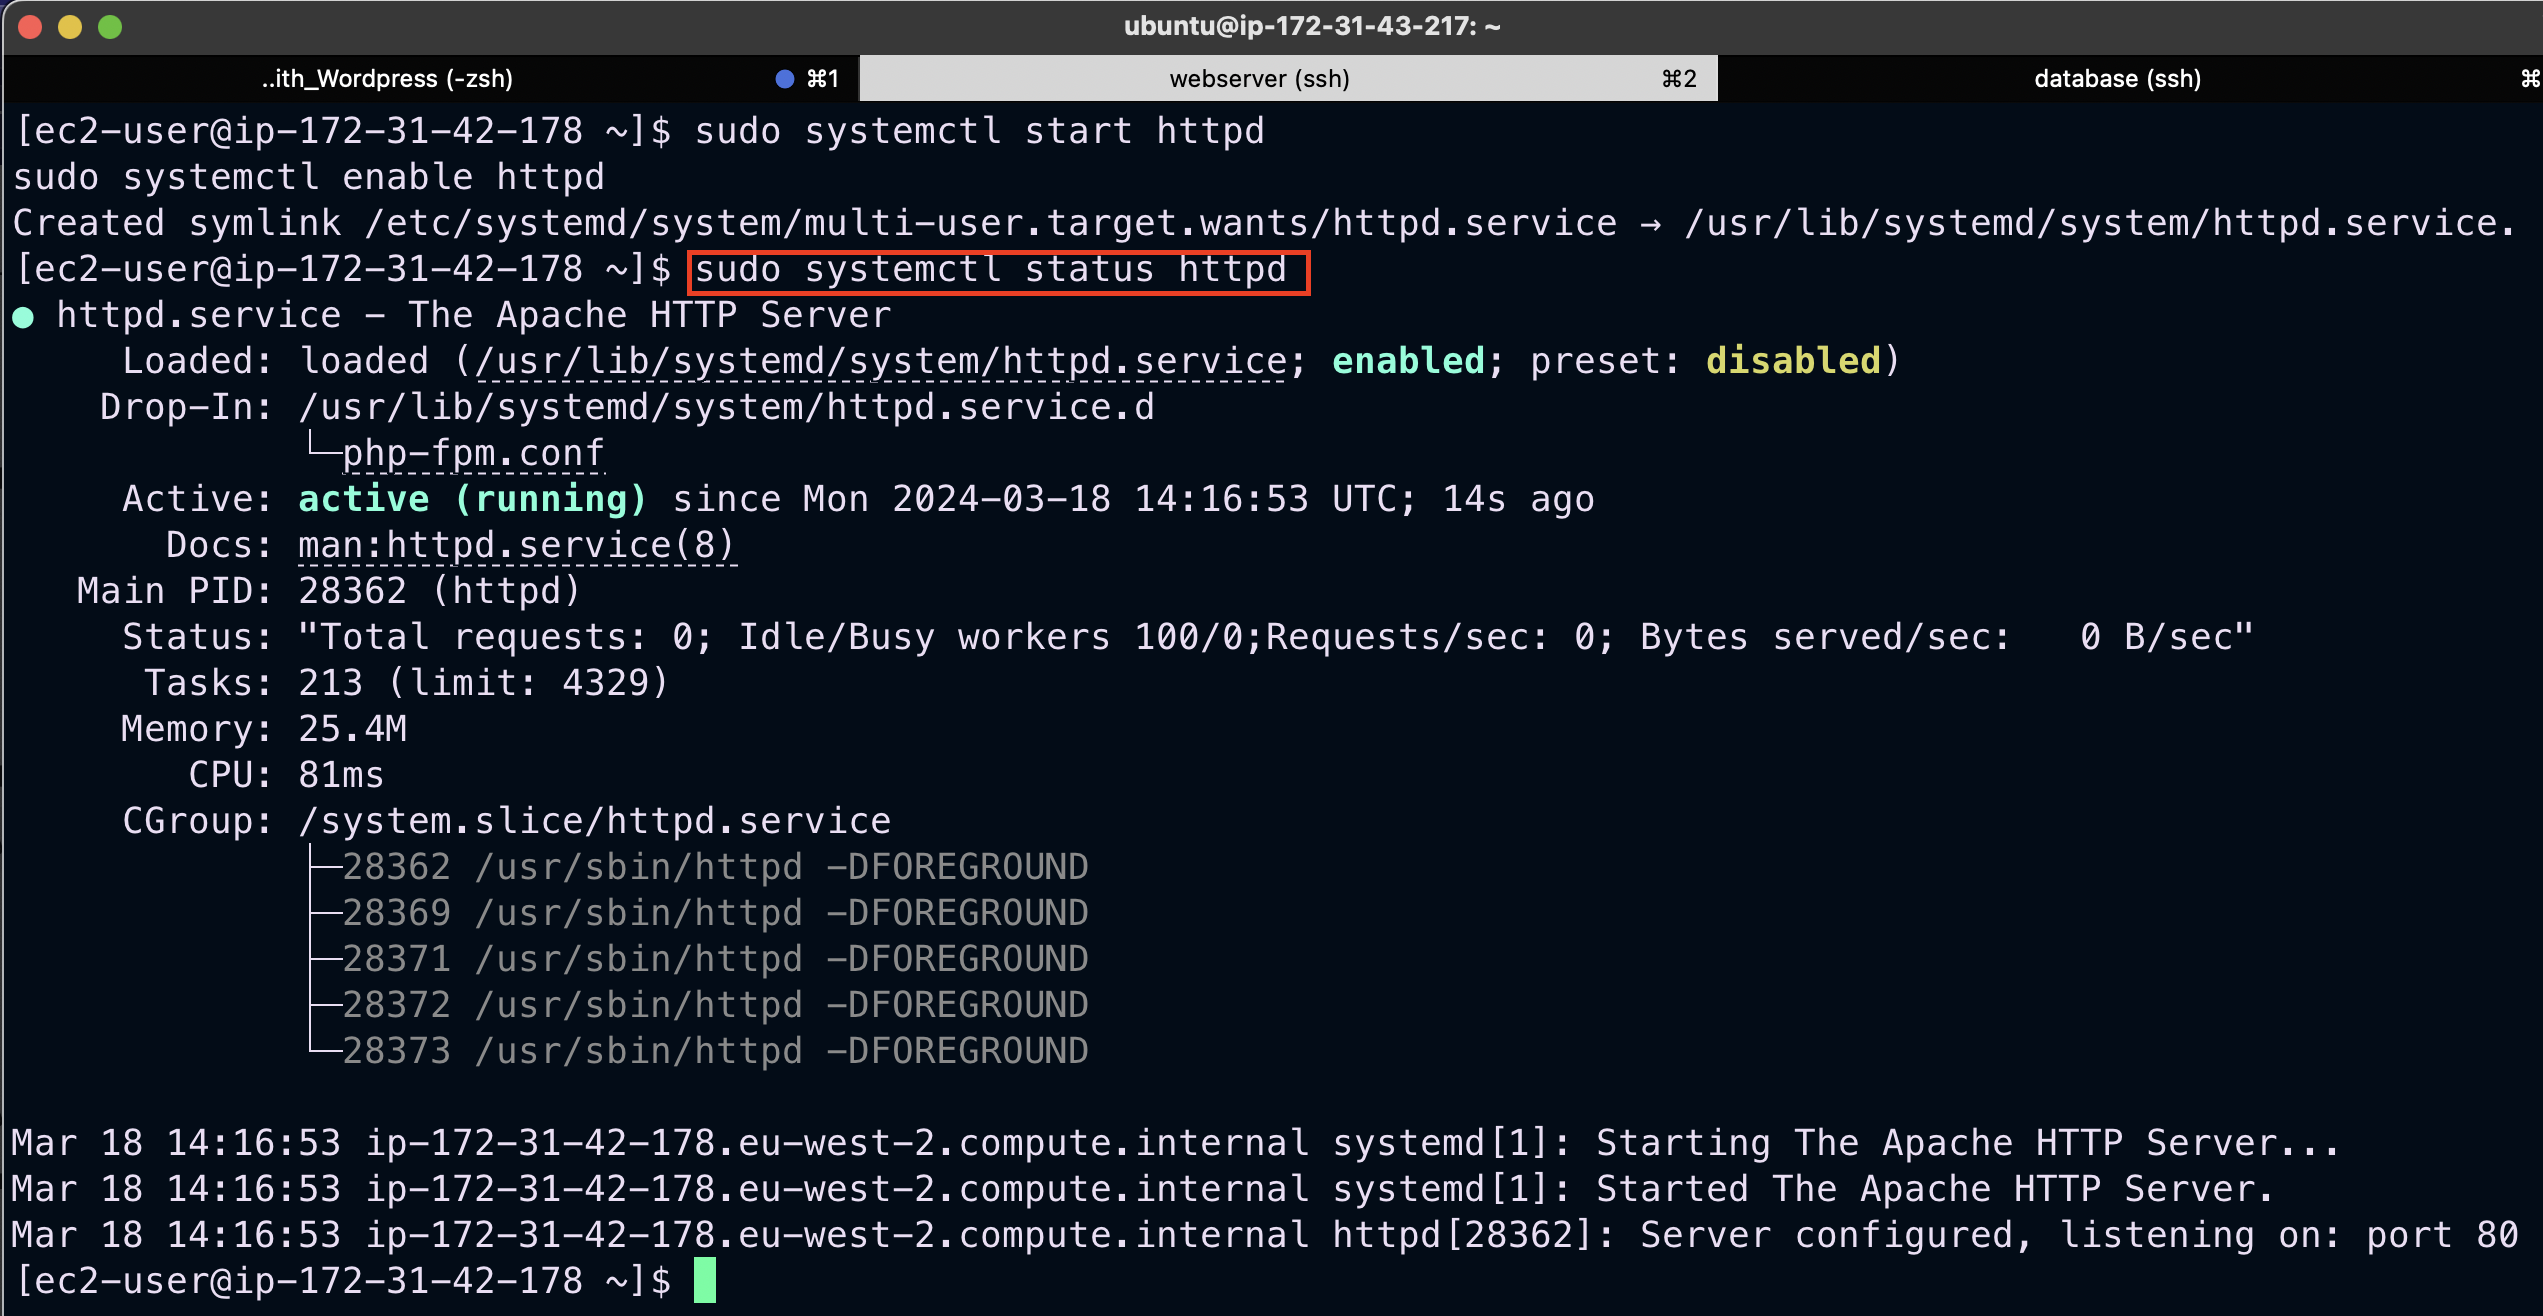 ubuntu@ip-172-31-43-217: ~
..ith_Wordpress (-zsh) ⌘1 webserver (ssh) ⌘2 database (ssh) ⌘
[ec2-user@ip-172-31-42-178 ~]$ sudo systemctl start httpd
sudo systemctl enable httpd
Created symlink /etc/systemd/system/multi-user.target.wants/httpd.service → /usr/lib/systemd/system/httpd.service.
[ec2-user@ip-172-31-42-178 ~]$ sudo systemctl status httpd
● httpd.service - The Apache HTTP Server
Loaded: loaded (/usr/lib/systemd/system/httpd.service; enabled; preset: disabled)
Drop-In: /usr/lib/systemd/system/httpd.service.d
└─php-fpm.conf
Active: active (running) since Mon 2024-03-18 14:16:53 UTC; 14s ago
Docs: man:httpd.service(8)
Main PID: 28362 (httpd)
Status: "Total requests: 0; Idle/Busy workers 100/0;Requests/sec: 0; Bytes served/sec:   0 B/sec"
Tasks: 213 (limit: 4329)
Memory: 25.4M
CPU: 81ms
CGroup: /system.slice/httpd.service
├─28362 /usr/sbin/httpd -DFOREGROUND
├─28369 /usr/sbin/httpd -DFOREGROUND
├─28371 /usr/sbin/httpd -DFOREGROUND
├─28372 /usr/sbin/httpd -DFOREGROUND
└─28373 /usr/sbin/httpd -DFOREGROUND
Mar 18 14:16:53 ip-172-31-42-178.eu-west-2.compute.internal systemd[1]: Starting The Apache HTTP Server...
Mar 18 14:16:53 ip-172-31-42-178.eu-west-2.compute.internal systemd[1]: Started The Apache HTTP Server.
Mar 18 14:16:53 ip-172-31-42-178.eu-west-2.compute.internal httpd[28362]: Server configured, listening on: port 80
[ec2-user@ip-172-31-42-178 ~]$